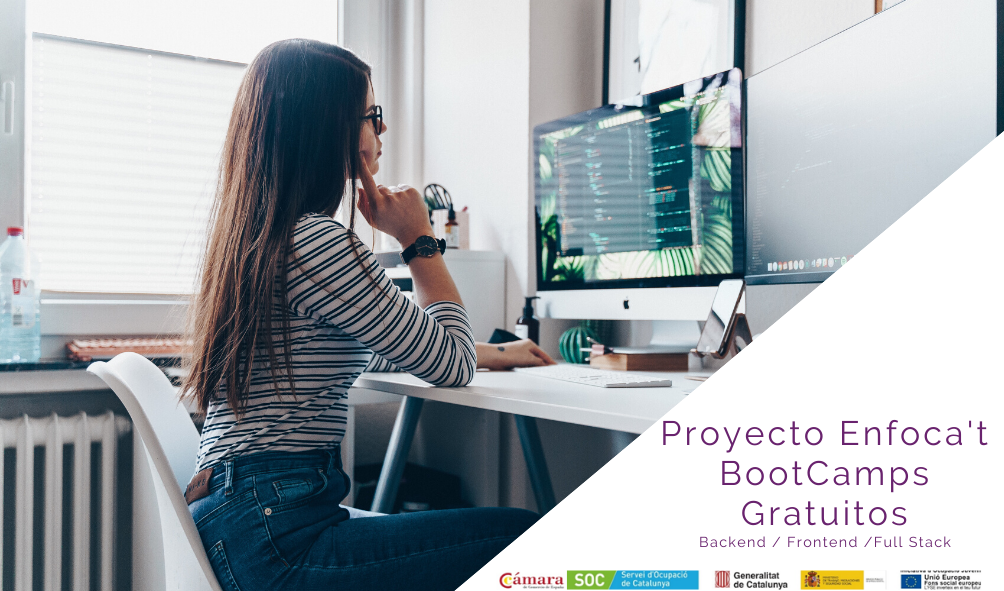 Proyecto Enfoca't
BootCamps
Gratuitos
Backend / Frontend /Full Stack
Cámara
SOC Servei d'Ocupació
de Catalunya
Generalitat
de Catalunya
Unió Europea
Fons social europeu